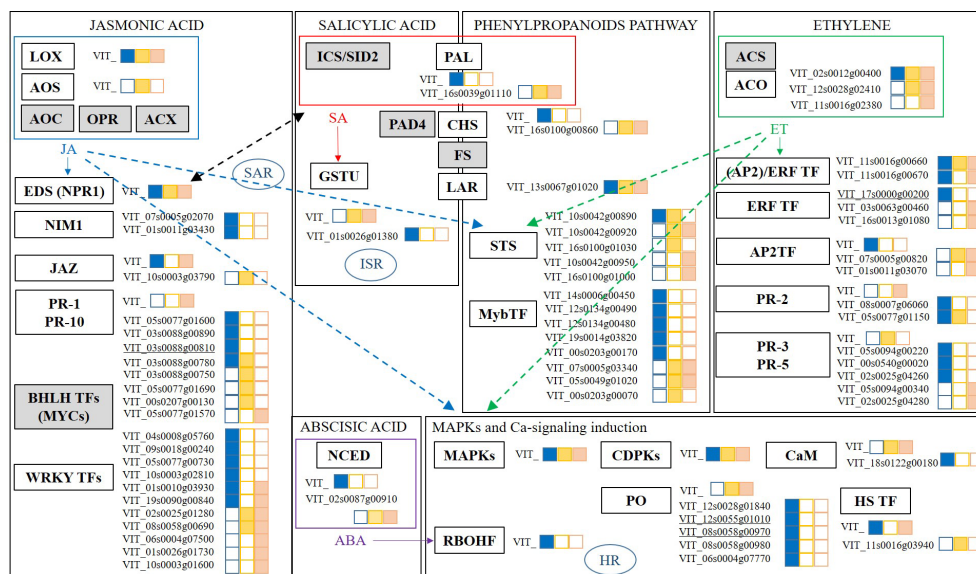 JASMONIC ACID
LOX
VIT_
AOS
VIT_
AOC
OPR
ACX
JA
EDS (NPR1)
VIT_
NIM1
VIT_07s0005g02070
VIT_01s0011g03430
JAZ
VIT_
VIT_10s0003g03790
PR-1
PR-10
VIT_
VIT_05s0077g01600
VIT_03s0088g00890
VIT_03s0088g00810
VIT_03s0088g00780
VIT_03s0088g00750
VIT_05s0077g01690
VIT_00s0207g00130
VIT_05s0077g01570
BHLH TFs
(MYCs)
WRKY TFs
VIT_04s0008g05760
VIT_09s0018g00240
VIT_05s0077g00730
VIT_10s0003g02810
VIT_01s0010g03930
VIT_19s0090g00840
VIT_02s0025g01280
VIT_08s0058g00690
VIT_06s0004g07500
VIT_01s0026g01730
VIT_10s0003g01600
SALICYLIC ACID
ICS/SID2
SA
PAD4
SAR
GSTU
VIT_
VIT_01s0026g01380
ISR
PHENYLPROPANOIDS PATHWAY
PAL
VIT_
VIT_16s0039g01110
CHS
VIT_
VIT_16s0100g00860
FS
LAR
VIT_13s0067g01020
STS
VIT_10s0042g00890
VIT_10s0042g00920
VIT_16s0100g01030
VIT_10s0042g00950
VIT_16s0100g01000
MybTF
VIT_14s0006g00450
VIT_12s0134g00490
VIT_12s0134g00480
VIT_19s0014g03820
VIT_00s0203g00170
VIT_07s0005g03340
VIT_05s0049g01020
VIT_00s0203g00070
ETHYLENE
ACS
ACO
VIT_02s0012g00400
VIT_12s0028g02410
VIT_11s0016g02380
ET
(AP2)/ERF TF
VIT_11s0016g00660
VIT_11s0016g00670
ERF TF
VIT_17s0000g00200
VIT_03s0063g00460
VIT_16s0013g01080
AP2TF
VIT_
VIT_07s0005g00820
VIT_01s0011g03070
PR-2
VIT_
VIT_08s0007g06060
VIT_05s0077g01150
PR-3
PR-5
VIT_
VIT_05s0094g00220
VIT_00s0540g00020
VIT_02s0025g04260
VIT_05s0094g00340
VIT_02s0025g04280
ABSCISIC ACID
NCED
VIT_
VIT_02s0087g00910
ABA
MAPKs and Ca-signaling induction
MAPKs
VIT_
CDPKs
VIT_
CaM
VIT_
VIT_18s0122g00180
PO
VIT_
VIT_12s0028g01840
VIT_12s0055g01010
VIT_08s0058g00970
VIT_08s0058g00980
VIT_06s0004g07770
HS TF
VIT_
VIT_11s0016g03940
RBOHF
VIT_
HR